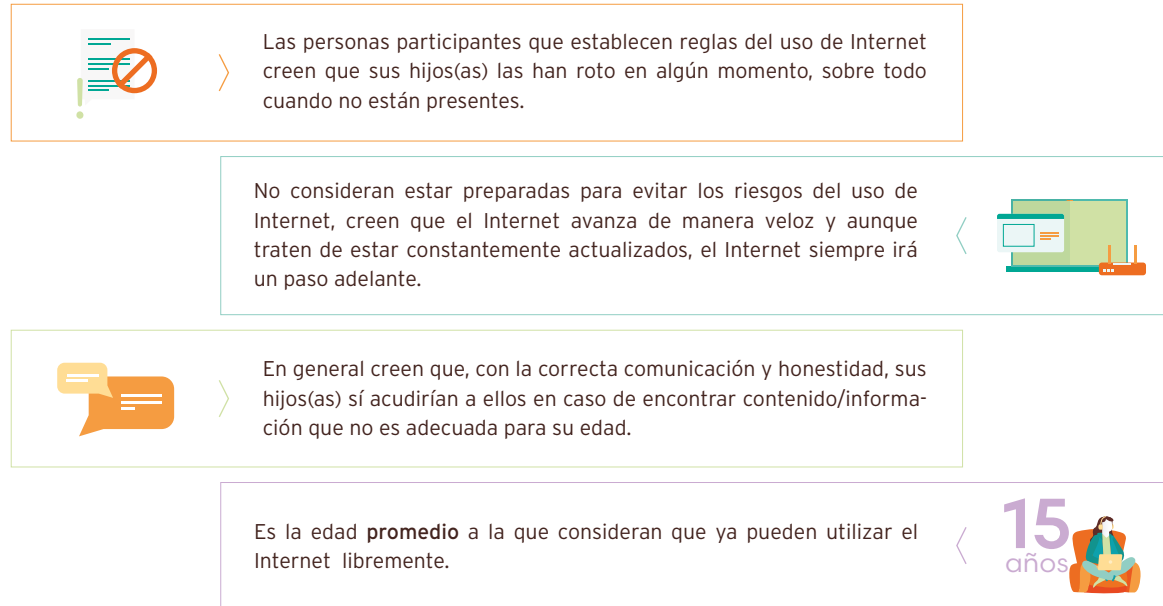 Las personas participantes que establecen reglas del uso de Internet
creen que sus hijos(as) las han roto en algún momento, sobre todo
cuando no están presentes.
No consideran estar preparadas para evitar los riesgos del uso de
Internet, creen que el Internet avanza de manera veloz y aunque
traten de estar constantemente actualizados, el Internet siempre irá
un paso adelante.
En general creen que, con la correcta comunicación y honestidad, sus
hijos(as) sí acudirían a ellos en caso de encontrar contenido/informa-
ción que no es adecuada para su edad.
Es la edad promedio a la que consideran que ya pueden utilizar el
Internet libremente.
15
años